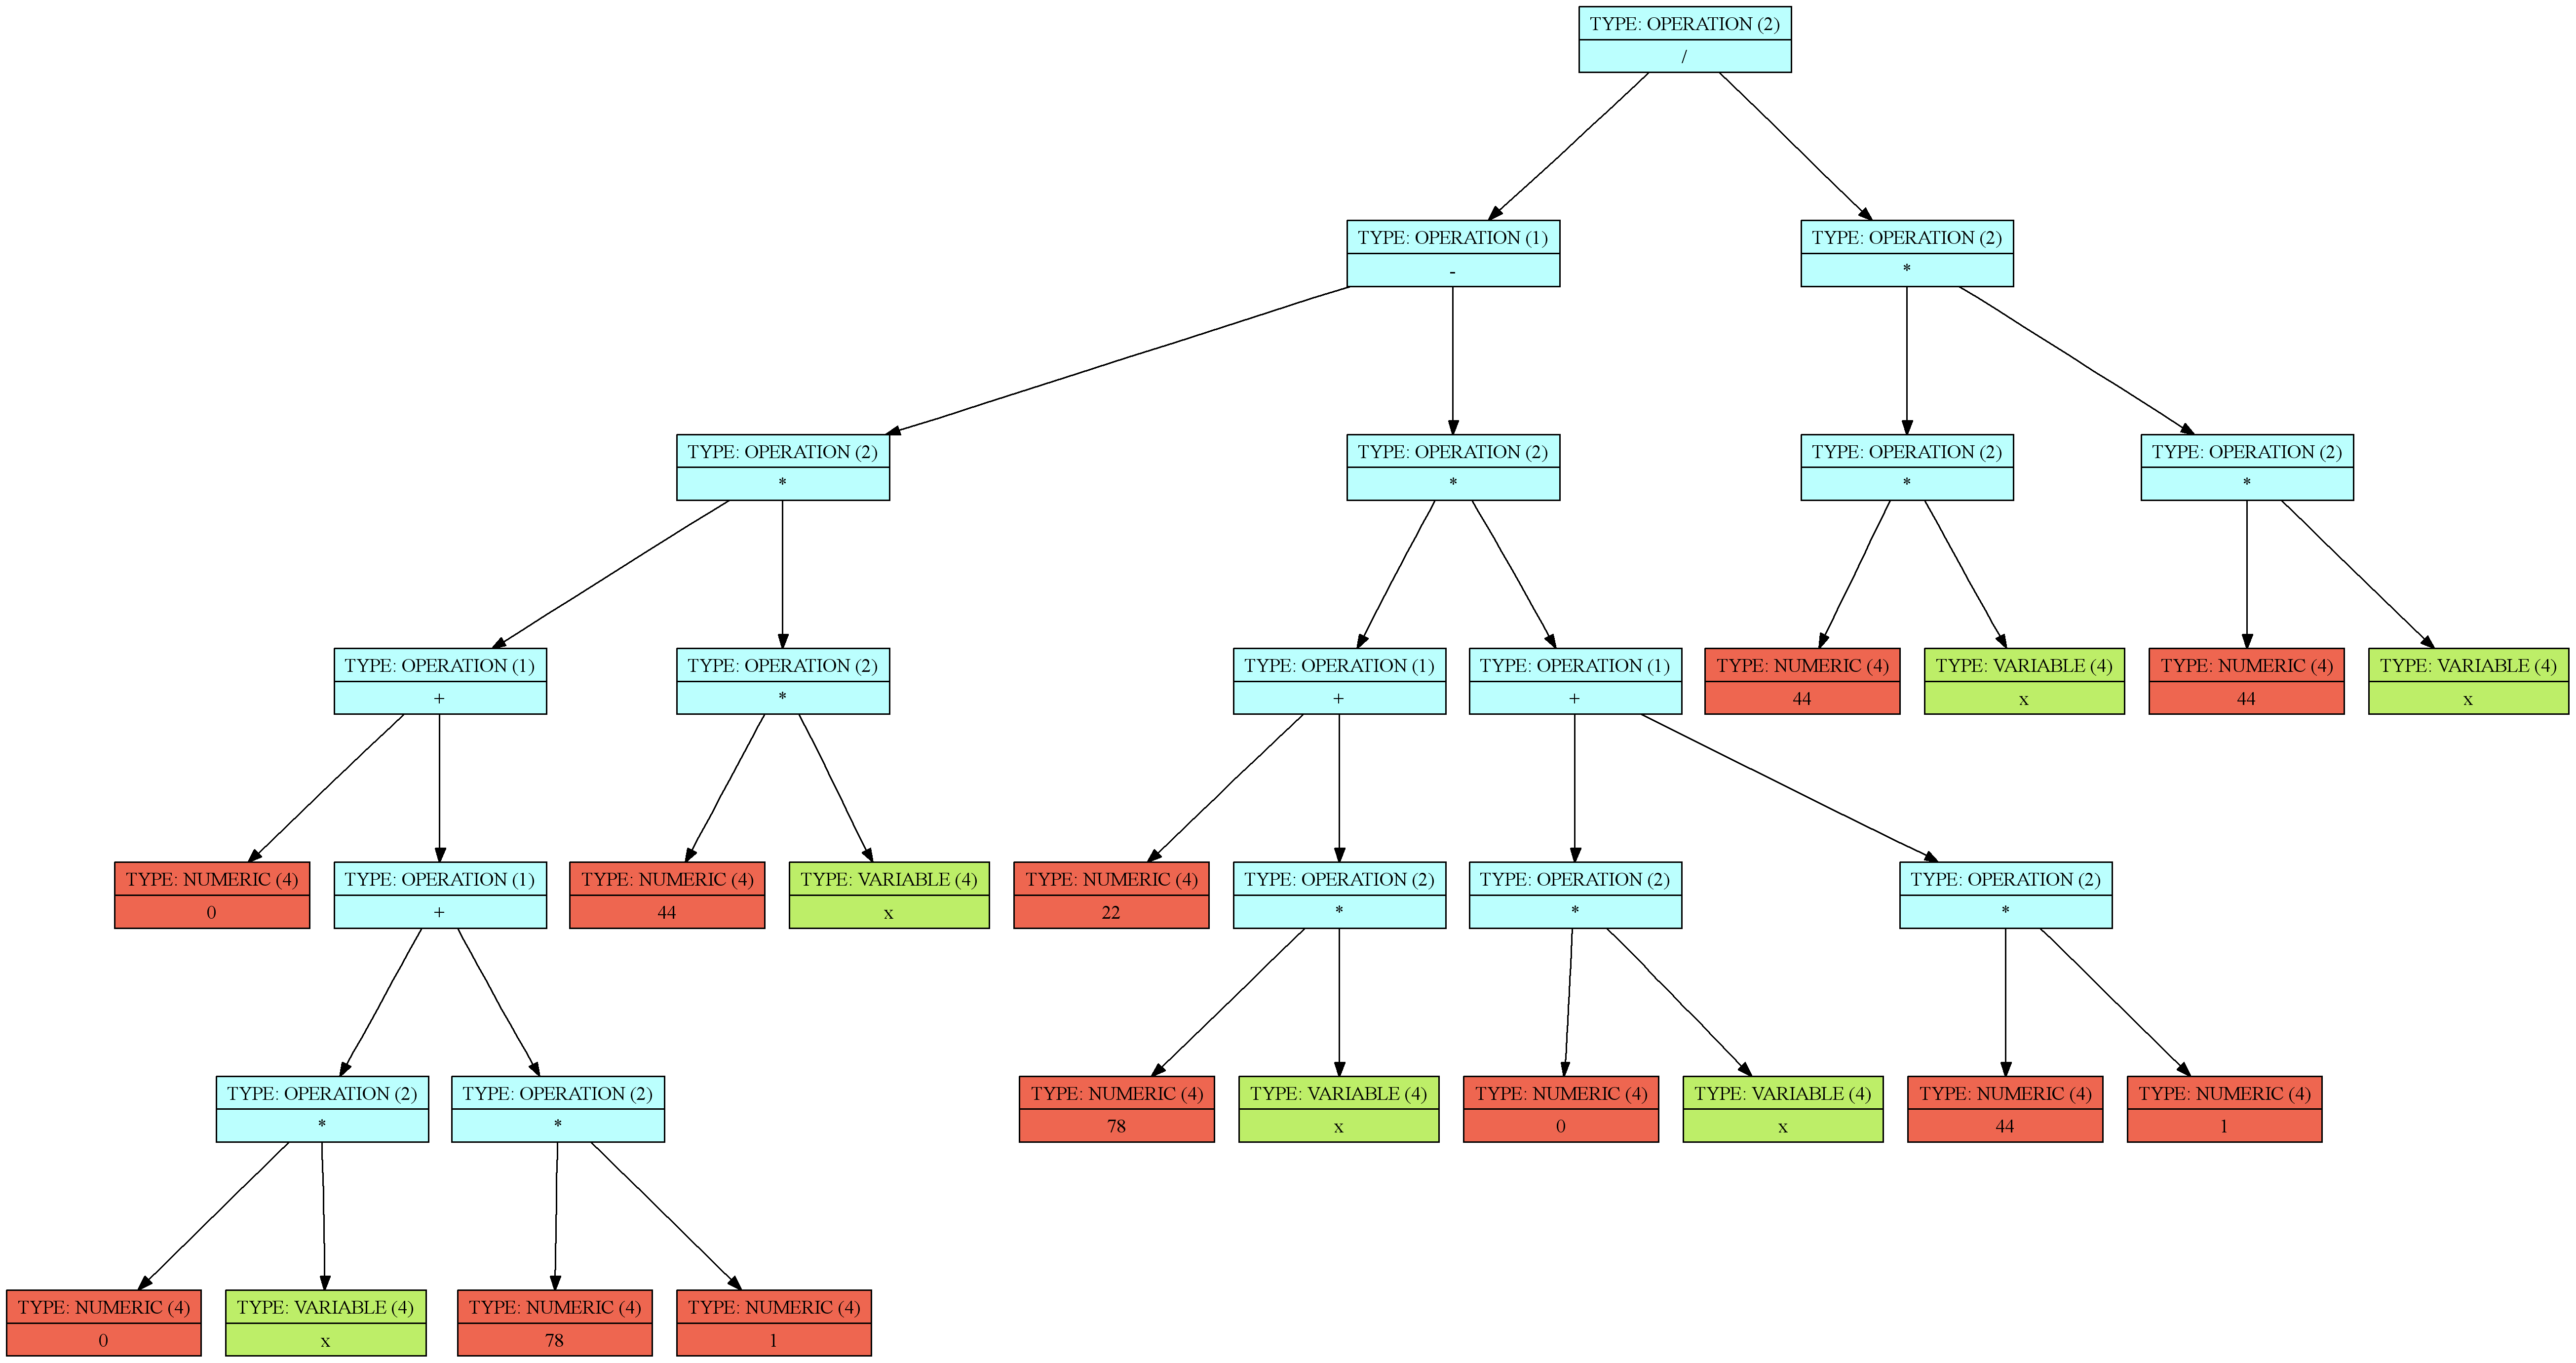 TYPE: OPERATION (2)
/
TYPE: OPERATION (1)
-
TYPE: OPERATION (2)
*
TYPE: OPERATION (2)
*
TYPE: OPERATION (2)
*
TYPE: OPERATION (2)
*
TYPE: OPERATION (2)
*
TYPE: OPERATION (1)
+
TYPE: OPERATION (2)
*
TYPE: OPERATION (1)
+
TYPE: OPERATION (1)
+
TYPE: NUMERIC (4)
44
TYPE: VARIABLE (4)
x
TYPE: NUMERIC (4)
44
TYPE: VARIABLE (4)
x
TYPE: NUMERIC (4)
0
TYPE: OPERATION (1)
+
TYPE: NUMERIC (4)
44
TYPE: VARIABLE (4)
x
TYPE: NUMERIC (4)
22
TYPE: OPERATION (2)
*
TYPE: OPERATION (2)
*
TYPE: OPERATION (2)
*
TYPE: OPERATION (2)
*
TYPE: OPERATION (2)
*
TYPE: NUMERIC (4)
78
TYPE: VARIABLE (4)
x
TYPE: NUMERIC (4)
0
TYPE: VARIABLE (4)
x
TYPE: NUMERIC (4)
44
TYPE: NUMERIC (4)
1
TYPE: NUMERIC (4)
0
TYPE: VARIABLE (4)
x
TYPE: NUMERIC (4)
78
TYPE: NUMERIC (4)
1